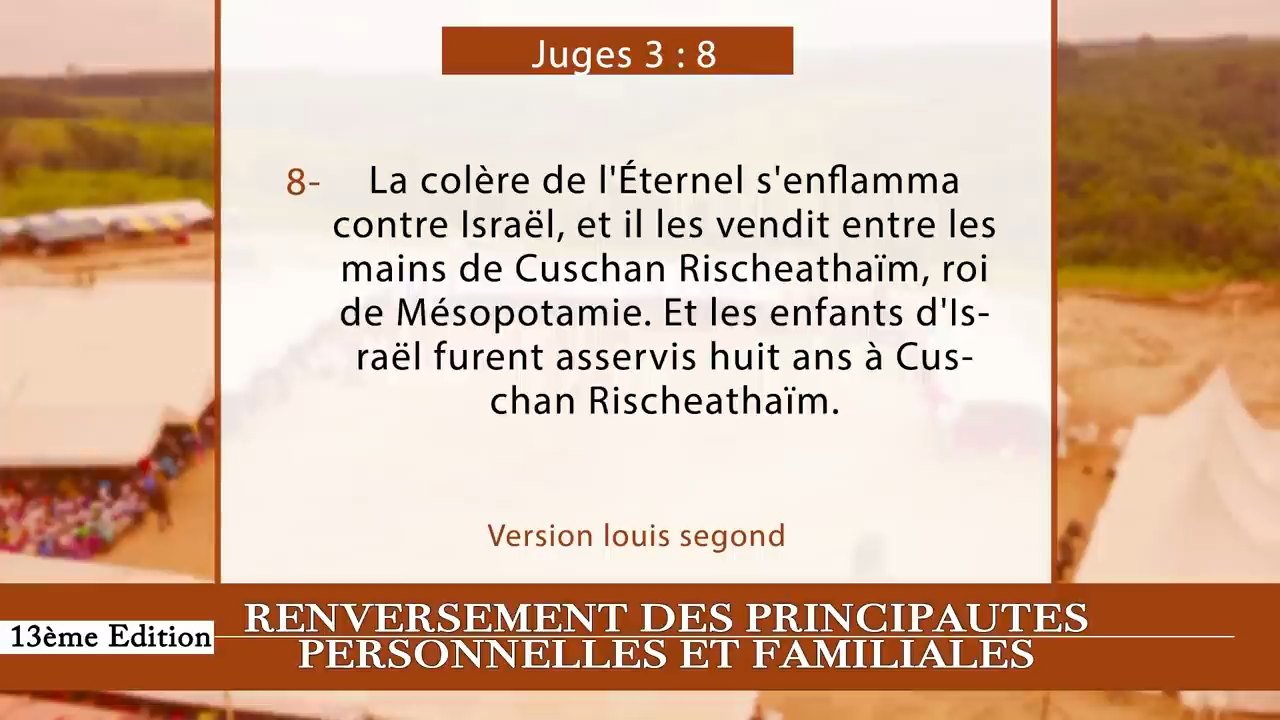 Juges 3 : 8
8- La colère de l'Éternel s'enflamma
contre Israël, et il les vendit entre les
mains de Cuschan Rischeathaïm, roi
de Mésopotamie. Et les enfants d'Is-
raël furent asservis huit ans à Cus-
chan Rischeathaïm.
Version louis segond
13ème Edition
RENVERSEMENT DES PRINCIPAUTES
PERSONNELLES ET FAMILIALES